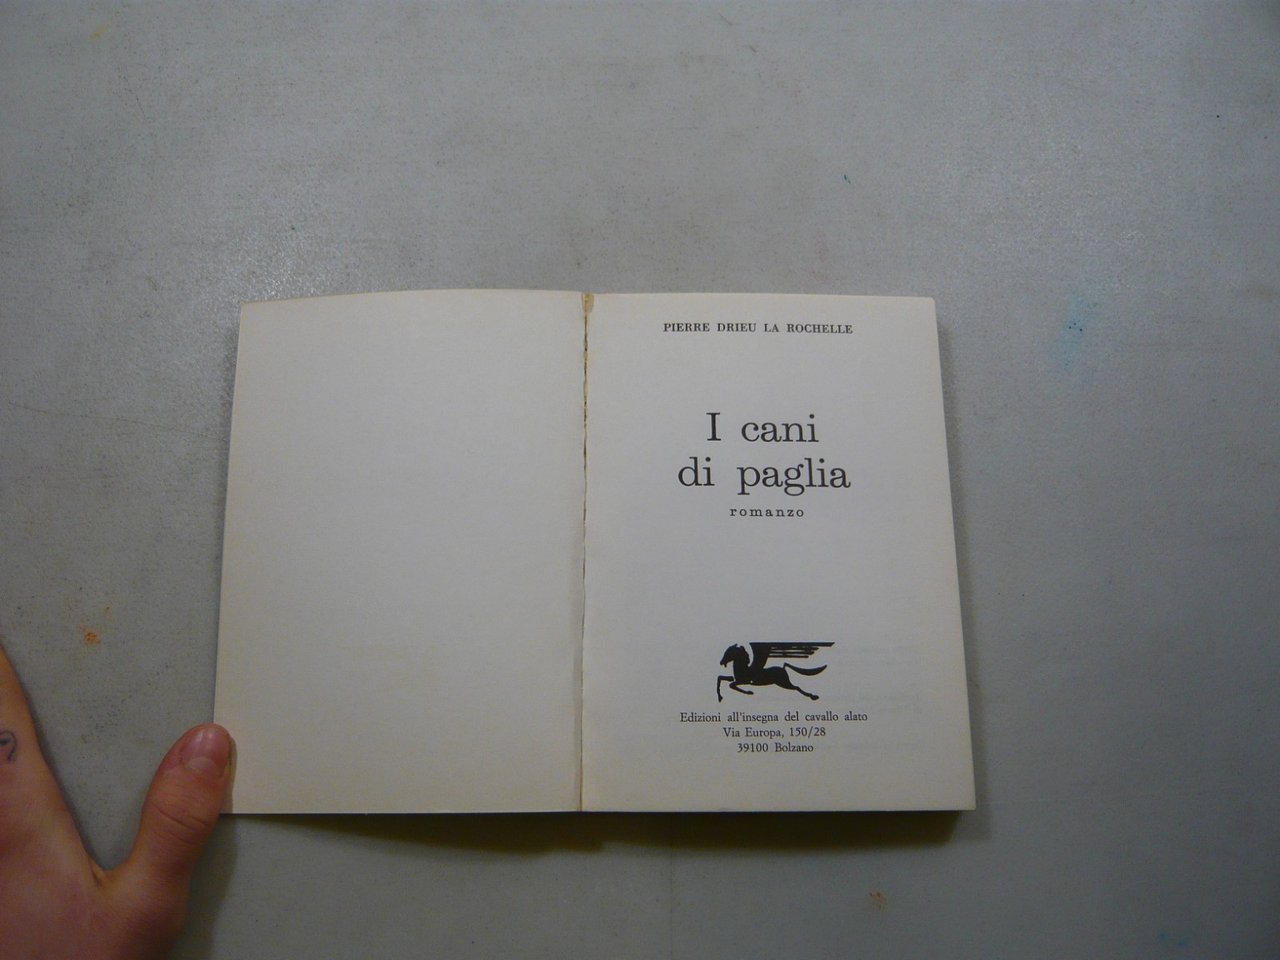 PIERRE DRIEU LA ROCHELLE
I cani
di paglia
romanzo
Edizioni all'insegna del cavallo alato
Via Europa, 150/28
39100 Bolzano